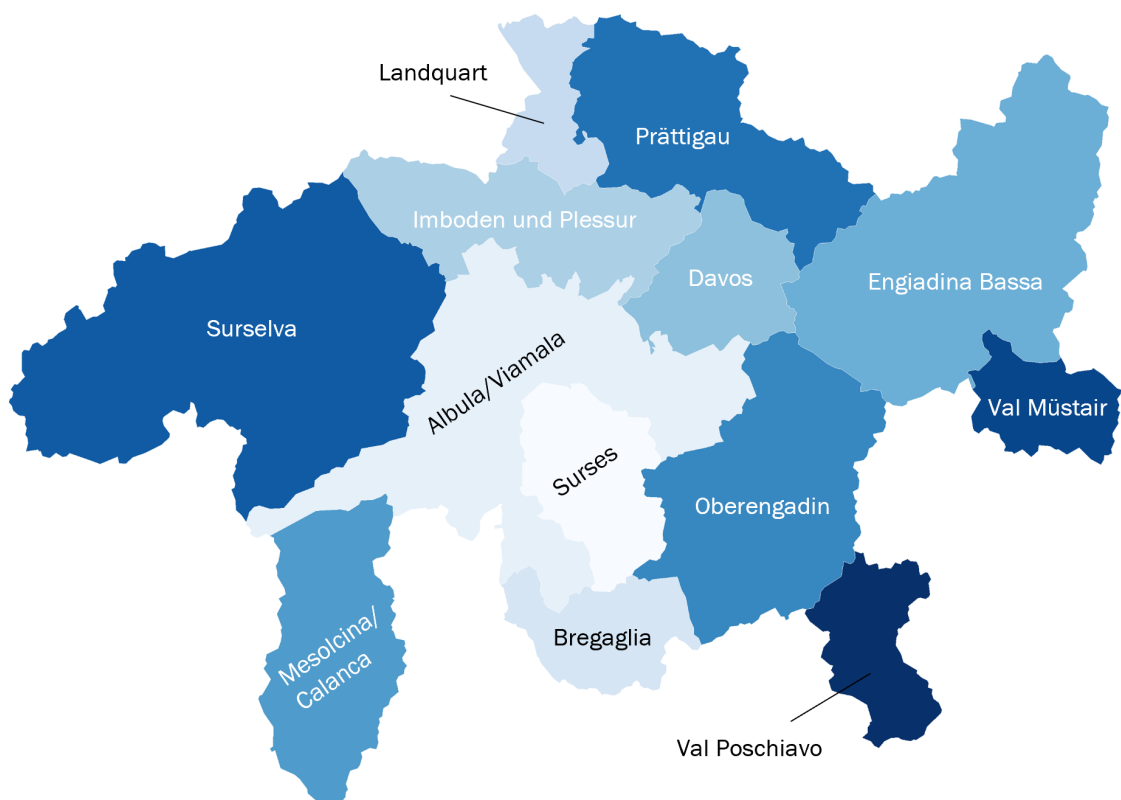 Landquart
Prättigau
Imboden und Plessur
Davos
Engiadina Bassa
Surselva
Albula/Viamala
Val Müstair
Surses
Oberengadin
Bregaglia
Mesolcina/
Calanca
Val Poschiavo